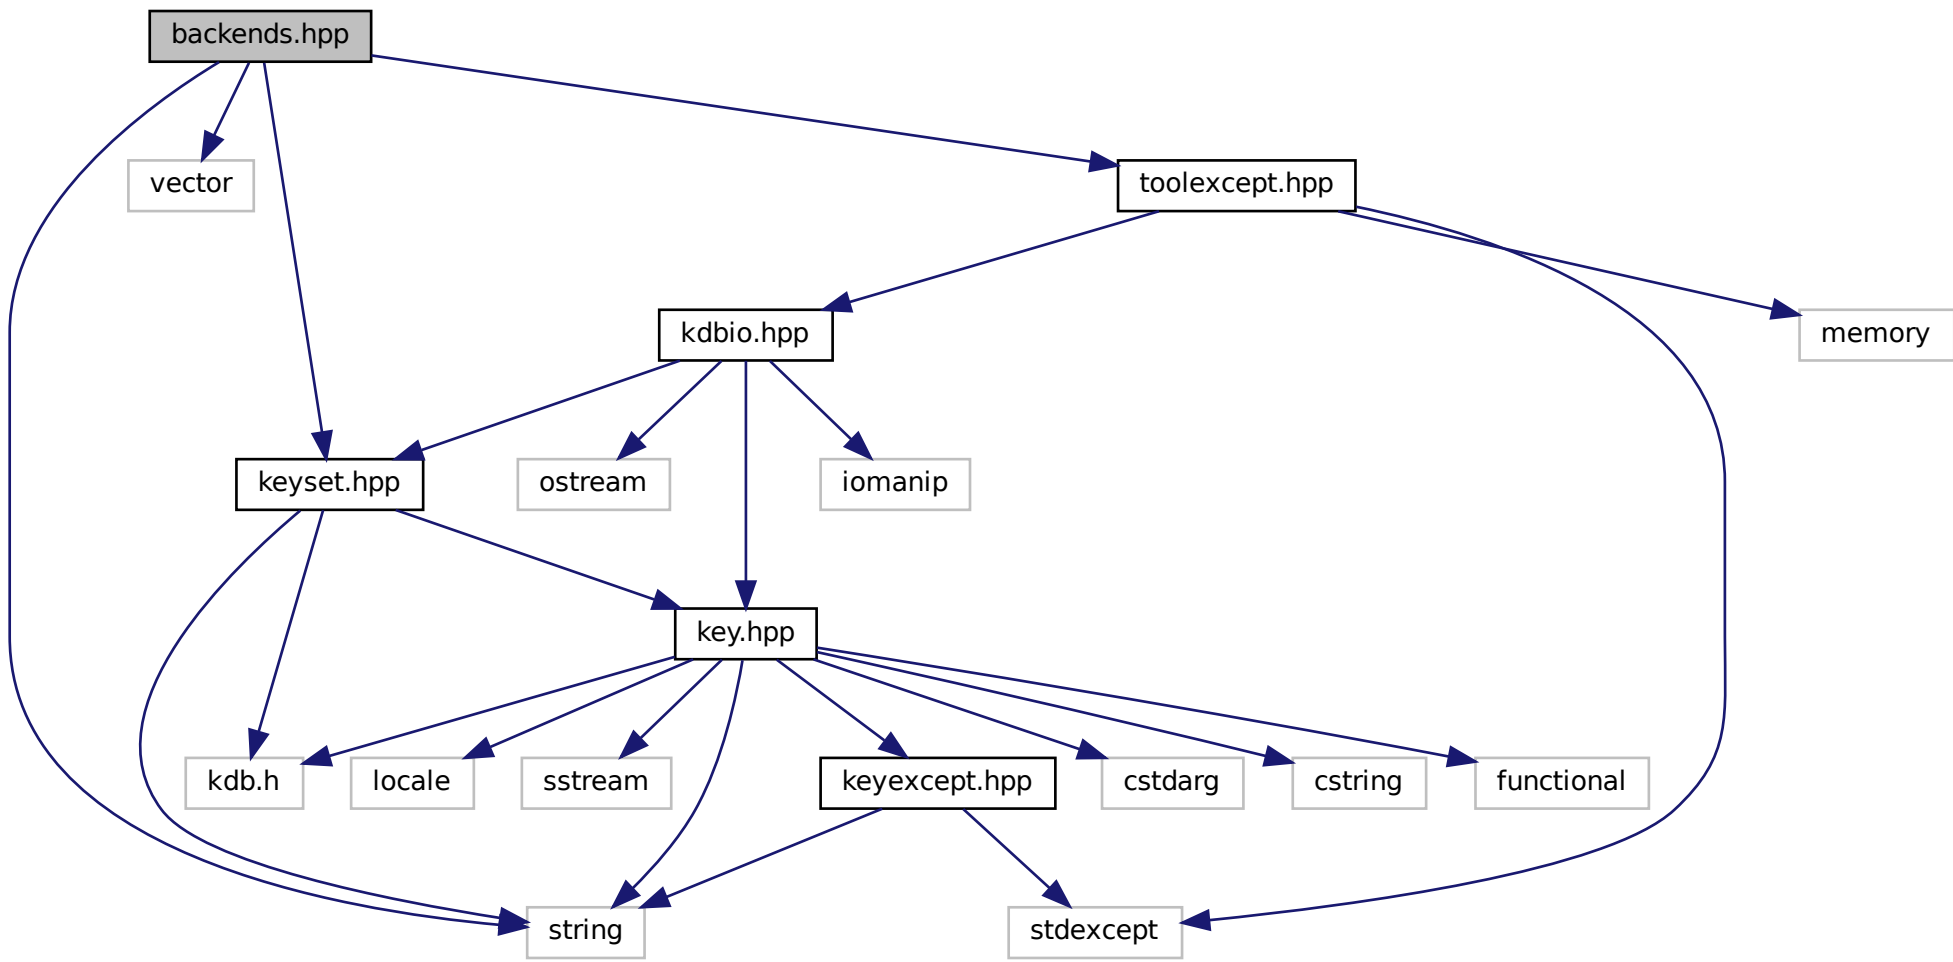 backends.hpp
vector
toolexcept.hpp
kdbio.hpp
memory
keyset.hpp
ostream
iomanip
key.hpp
kdb.h
locale
sstream
keyexcept.hpp
cstdarg
cstring
functional
string
stdexcept